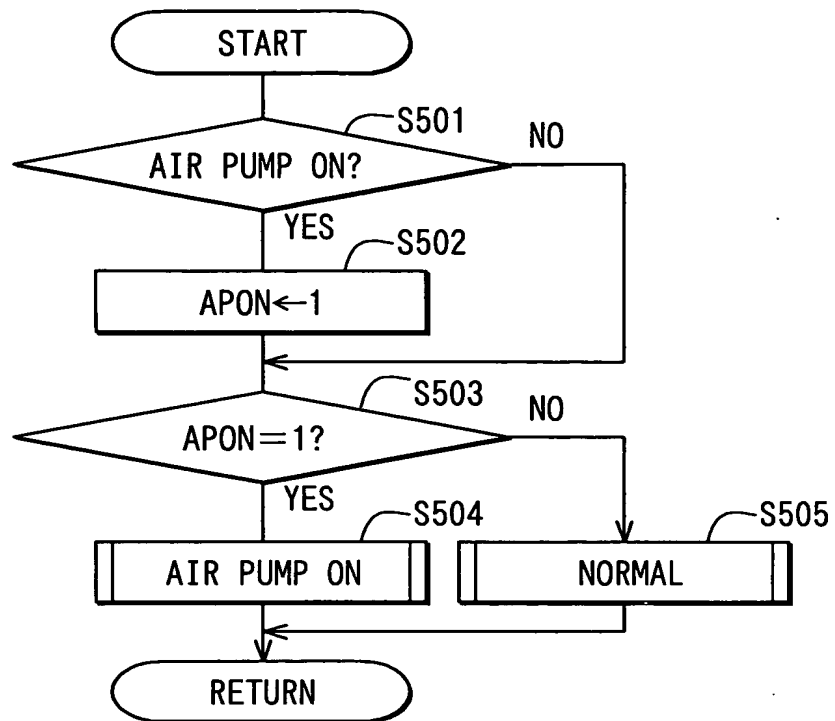 START
S501
AIR PUMP ON?
NO
YES
S502
APON←1
S503
APON=1?
NO
YES
S504
AIR PUMP ON
S505
NORMAL
RETURN